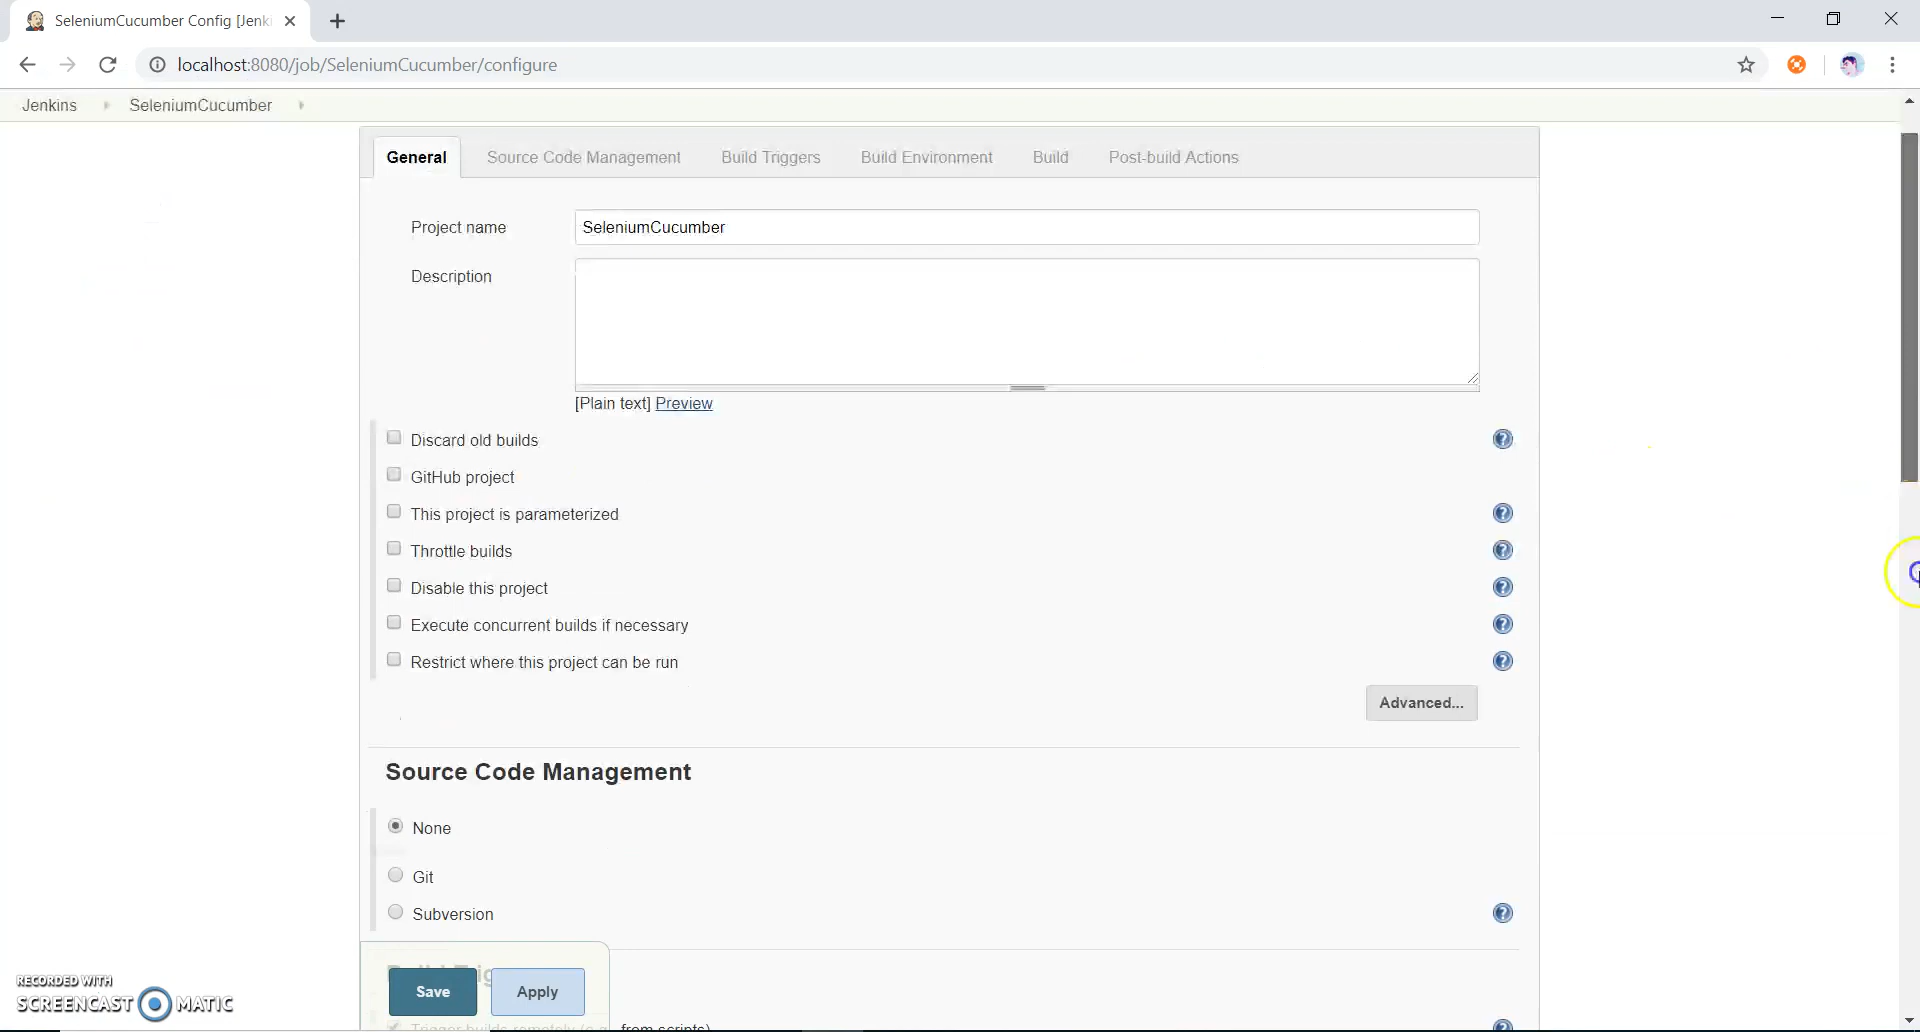 SeleniumCucumber Config [Jenki
localhost:8080/job/SeleniumCucumber/configure
Jenkins SeleniumCucumber
General Source Code Management Build Triggers Build Environment Build Post-build Actions
Project name SeleniumCucumber
Description
[Plain text] Preview
Discard old builds
GitHub project
This project is parameterized
Throttle builds
Disable this project
Execute concurrent builds if necessary
Restrict where this project can be run
Advanced...
Source Code Management
None
Git
Subversion
Save Apply
Trigger builds remotely (e.g. from scripts)
RECORDED WITH
SCREENCAST MATIC